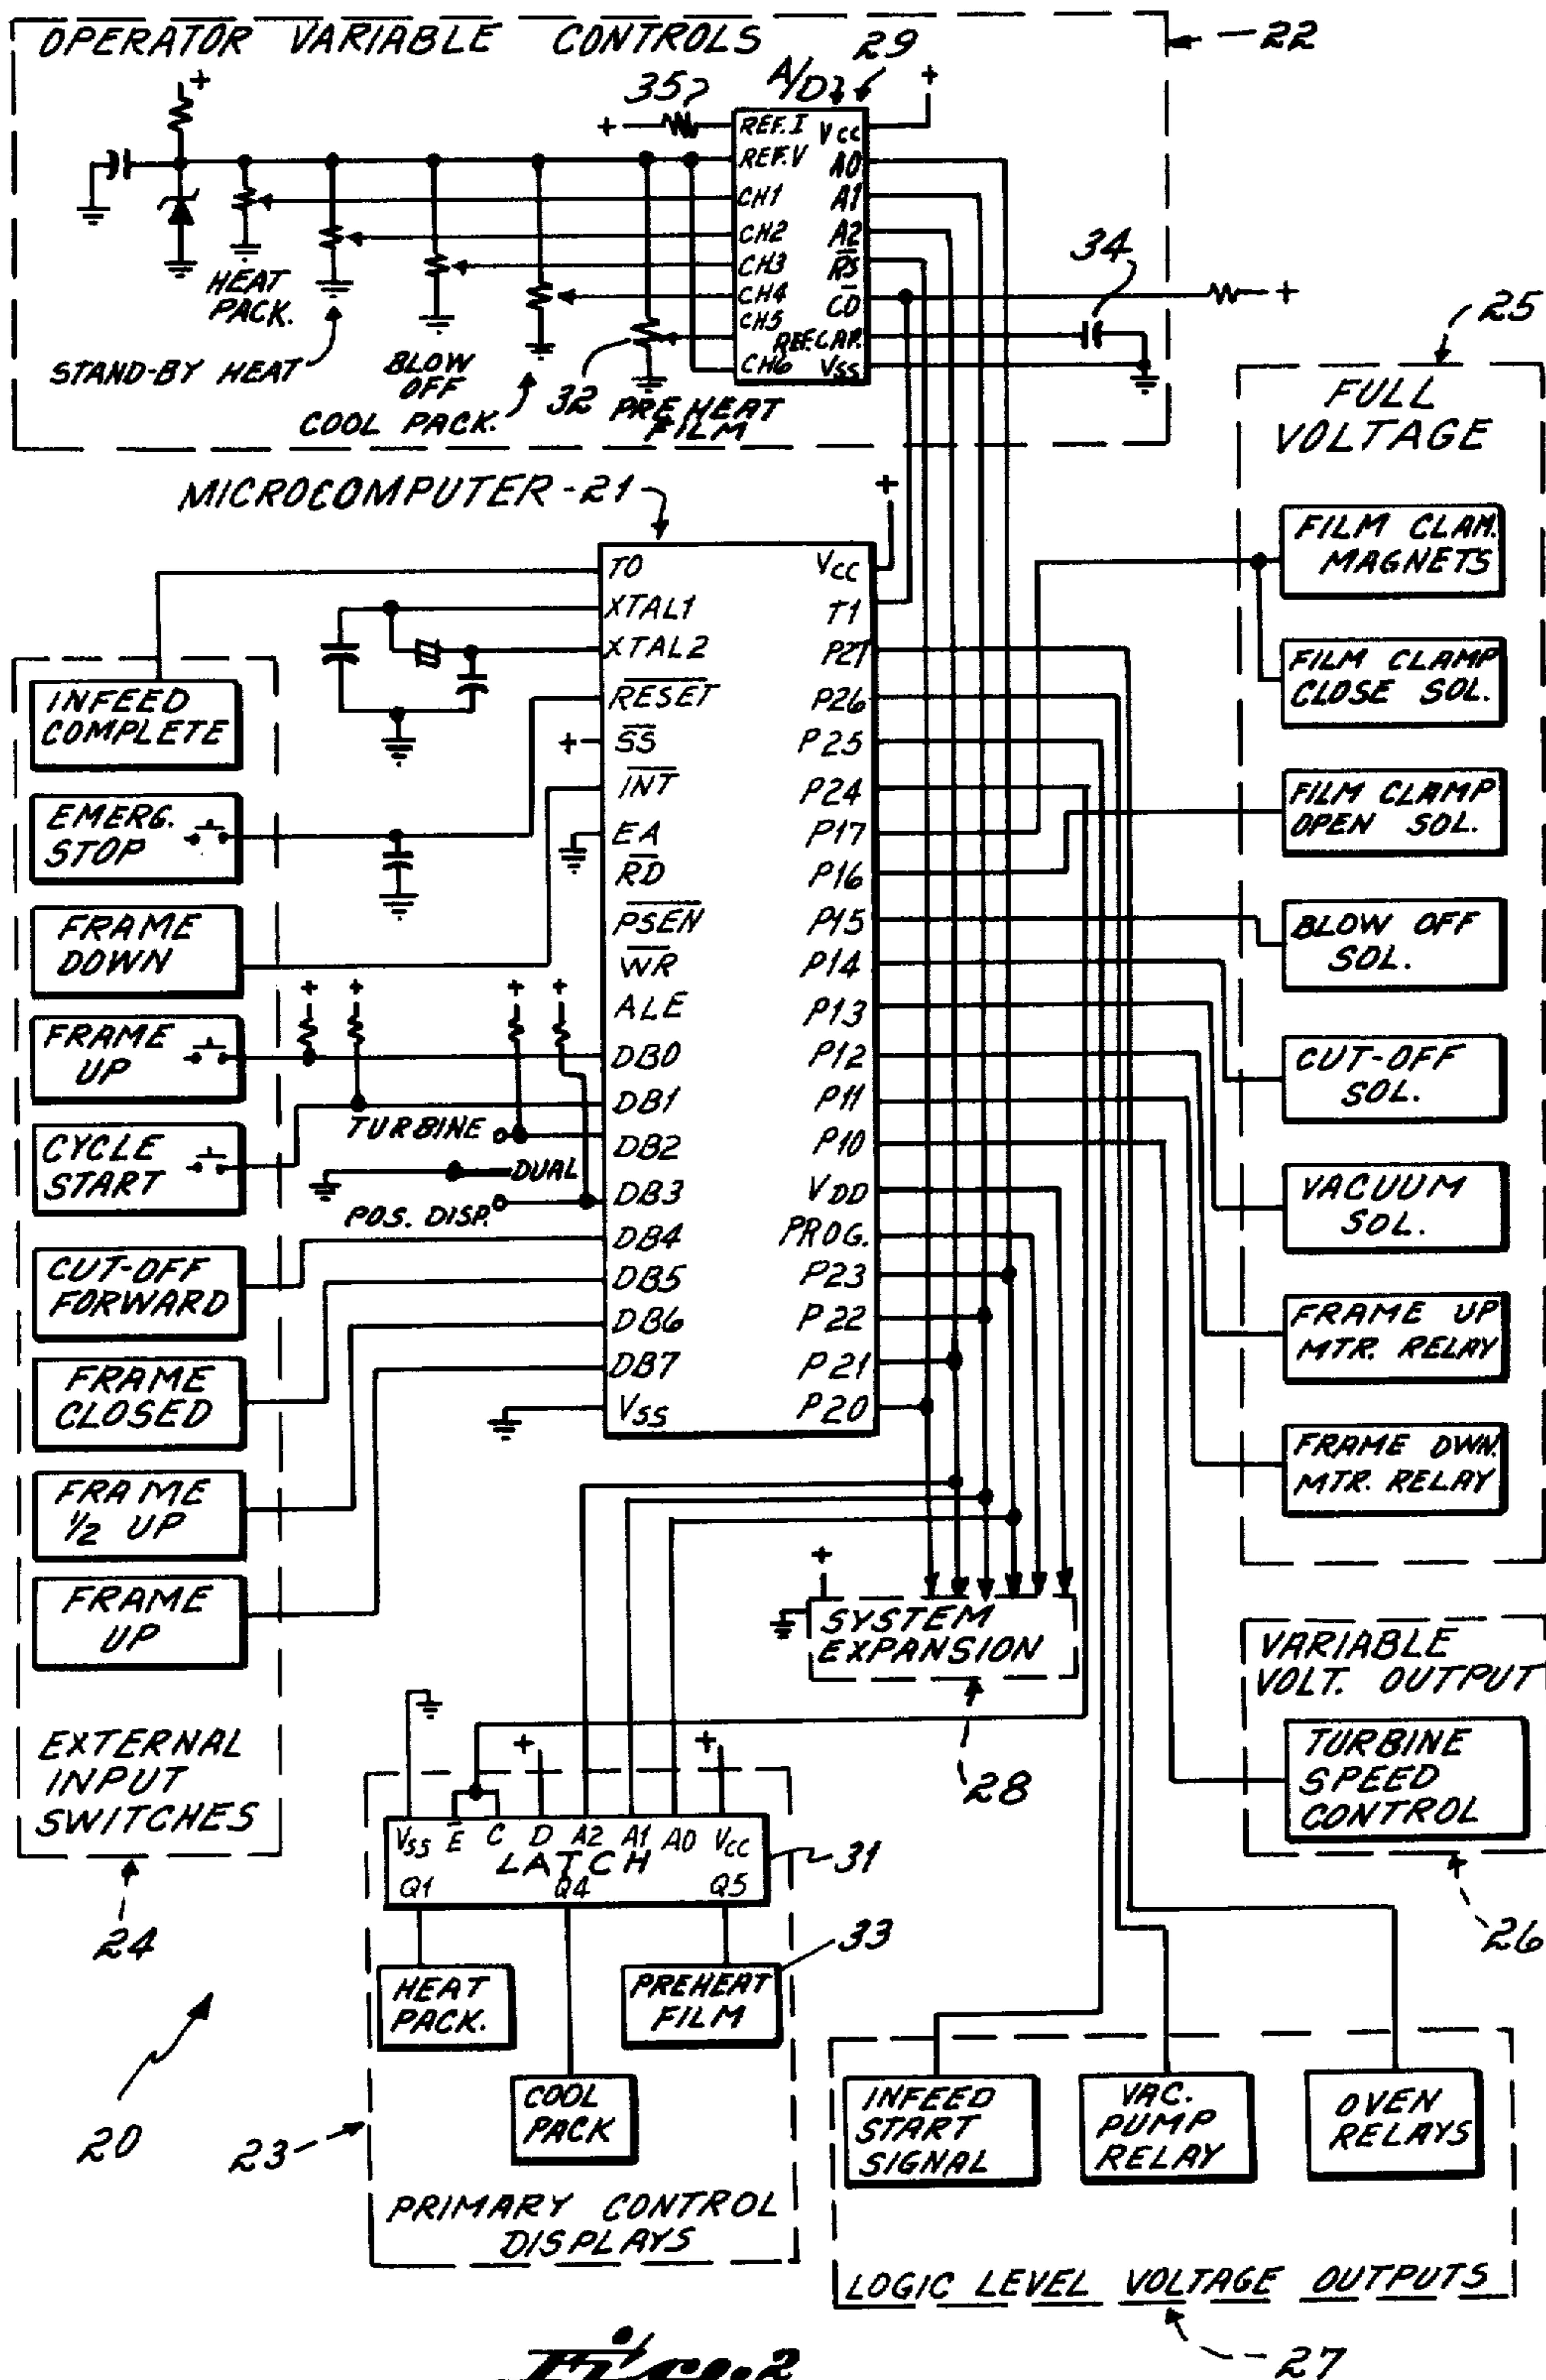 OPERATOR VARIABLE CONTROLS
22
29
A/D
35
+
+
+
REF.I
VCC
REF.V
A0
CH1
A1
CH2
A2
CH3
RS
CH4
CD
CH5
REF.CAP.
CH6
VSS
34
+
HEAT
PACK.
STAND-BY HEAT
BLOW
OFF
COOL PACK.
32
PREHEAT
FILM
MICROCOMPUTER-21
+
T0
XTAL1
XTAL2
RESET
SS
+
INT
EA
RD
PSEN
WR
ALE
DB0
DB1
DB2
DB3
DB4
DB5
DB6
DB7
VSS
VCC
T1
P27
P26
P25
P24
P17
P16
P15
P14
P13
P12
P11
P10
VDD
PROG.
P23
P22
P21
P20
+ + + +
TURBINE
DUAL
POS. DISP.
INFEED
COMPLETE
EMERG.
STOP
FRAME
DOWN
FRAME
UP
CYCLE
START
CUT-OFF
FORWARD
FRAME
CLOSED
FRAME
1/2 UP
FRAME
UP
EXTERNAL
INPUT
SWITCHES
24
25
FULL
VOLTAGE
FILM CLAM.
MAGNETS
FILM CLAMP
CLOSE SOL.
FILM CLAMP
OPEN SOL.
BLOW OFF
SOL.
CUT-OFF
SOL.
VACUUM
SOL.
FRAME UP
MTR. RELAY
FRAME DWN.
MTR. RELAY
+
SYSTEM
EXPANSION
28
VARIABLE
VOLT. OUTPUT
TURBINE
SPEED
CONTROL
26
+
+
VSS E C D A2 A1 A0 VCC
LATCH
Q1 Q4 Q5
31
33
HEAT
PACK.
PREHEAT
FILM
COOL
PACK
20
23
PRIMARY CONTROL
DISPLAYS
INFEED
START
SIGNAL
VAC.
PUMP
RELAY
OVEN
RELAYS
LOGIC LEVEL VOLTAGE OUTPUTS
27
Fig. 2